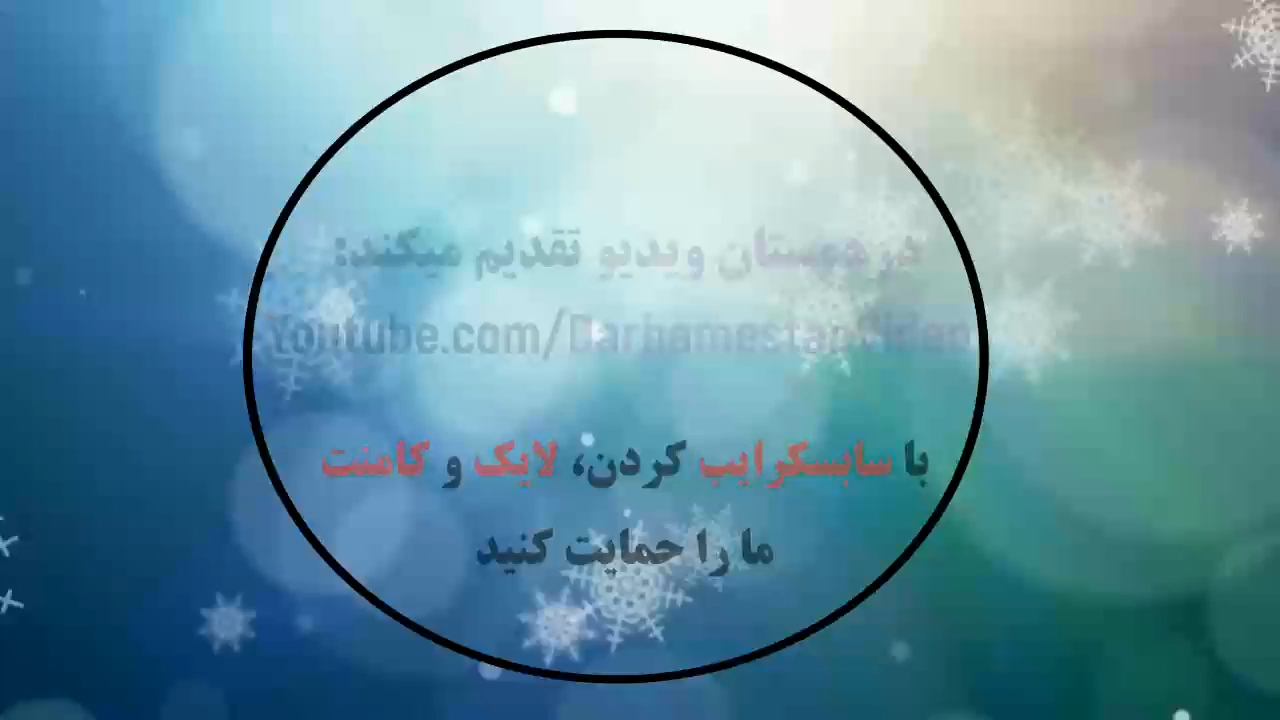 درهمستان ویدیو تقدیم میکند:
Youtube.com/DarhamestanVideo
با سابسکرایب کردن، لایک و کامنت
ما را حمایت کنید